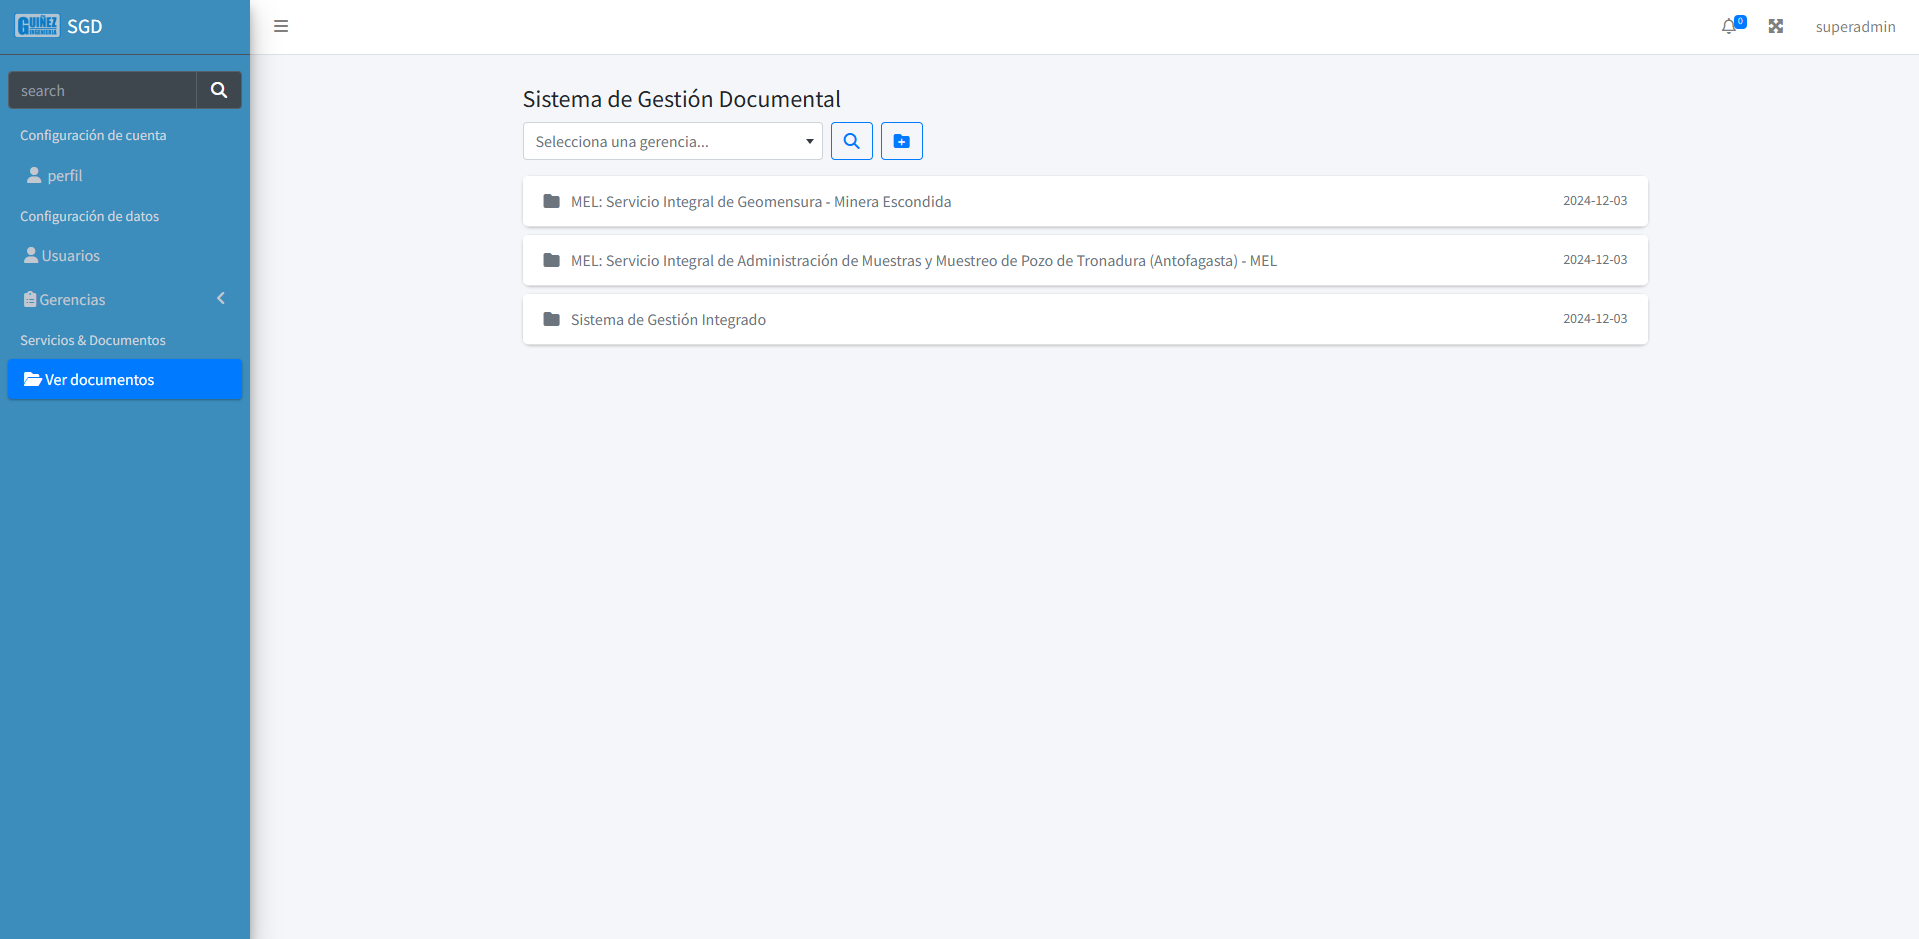 GUIÑEZ
INGENIERÍA
SGD
0
superadmin
search
Configuración de cuenta
perfil
Configuración de datos
Usuarios
Gerencias
Servicios & Documentos
Ver documentos
Sistema de Gestión Documental
Selecciona una gerencia...
MEL: Servicio Integral de Geomensura - Minera Escondida 2024-12-03
MEL: Servicio Integral de Administración de Muestras y Muestreo de Pozo de Tronadura (Antofagasta) - MEL 2024-12-03
Sistema de Gestión Integrado 2024-12-03